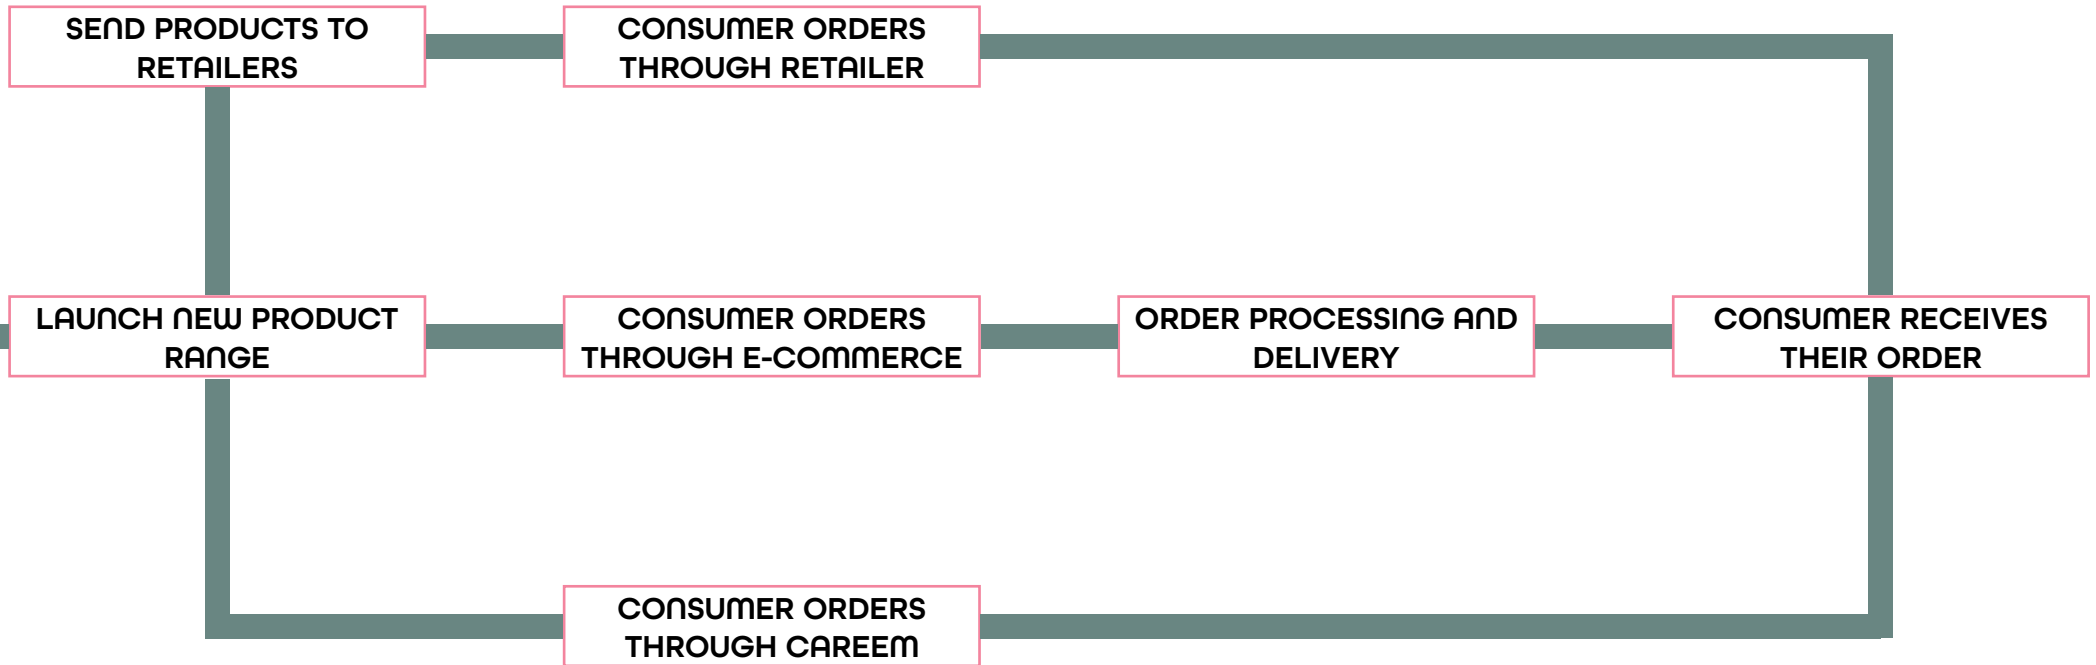 SEND PRODUCTS TO
RETAILERS
CONSUMER ORDERS
THROUGH RETAILER
LAUNCH NEW PRODUCT
RANGE
CONSUMER ORDERS
THROUGH E-COMMERCE
ORDER PROCESSING AND
DELIVERY
CONSUMER RECEIVES
THEIR ORDER
CONSUMER ORDERS
THROUGH CAREEM